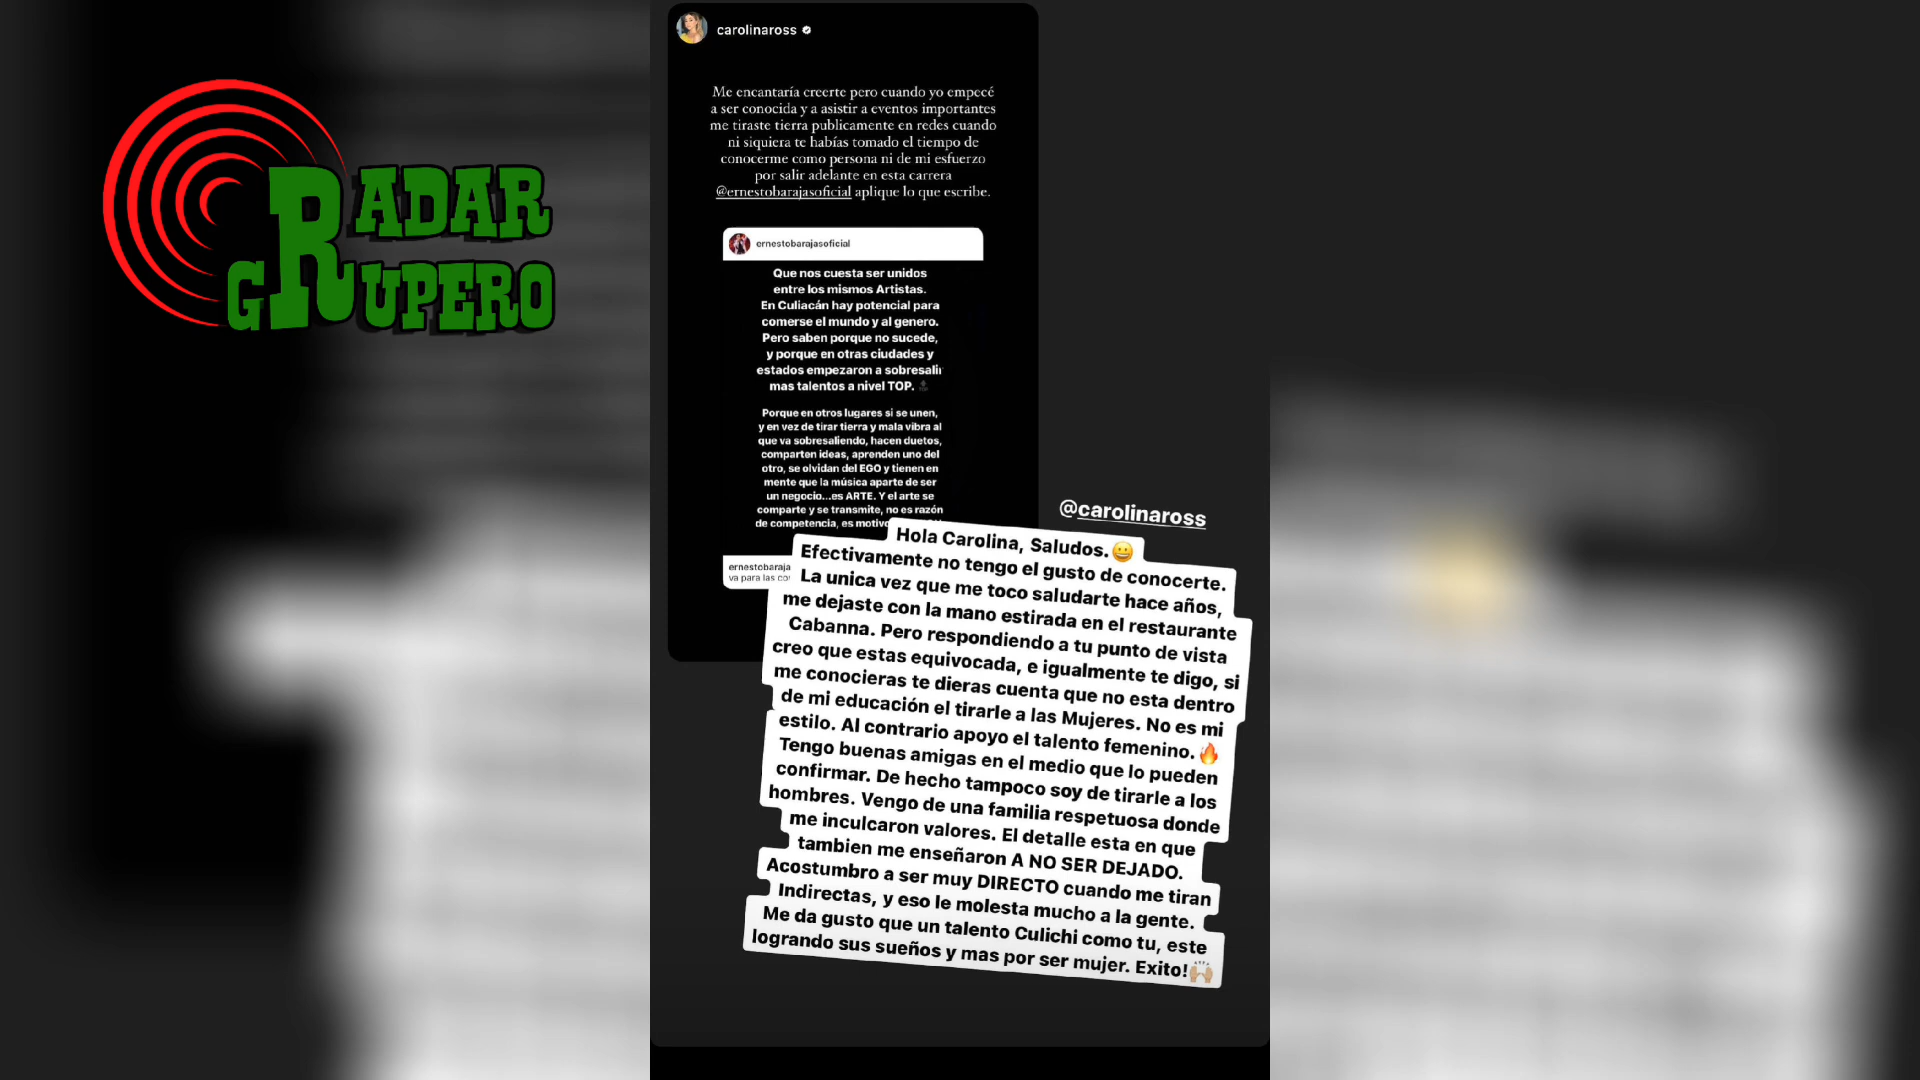 RADAR
GRUPERO
carolinaross
Me encantaría creerte pero cuando yo empecé
a ser conocida y a asistir a eventos importantes
me tiraste tierra publicamente en redes cuando
ni siquiera te habías tomado el tiempo de
conocerme como persona ni de mi esfuerzo
por salir adelante en esta carrera
@ernestobarajasoficial aplique lo que escribe.
ernestobarajasoficial
Que nos cuesta ser unidos
entre los mismos Artistas.
En Culiacán hay potencial para
comerse el mundo y al genero.
Pero saben porque no sucede,
y porque en otras ciudades y
estados empezaron a sobresalir
mas talentos a nivel TOP. 🔝
Porque en otros lugares si se unen,
y en vez de tirar tierra y mala vibra al
que va sobresaliendo, hacen duetos,
comparten ideas, aprenden uno del
otro, se olvidan del EGO y tienen en
mente que la música aparte de ser
un negocio...es ARTE. Y el arte se
comparte y se transmite, no es razón
de competencia, es motivo
ernestobaraja
va para las co
@carolinaross
Hola Carolina, Saludos.😀
Efectivamente no tengo el gusto de conocerte.
La unica vez que me toco saludarte hace años,
me dejaste con la mano estirada en el restaurante
Cabanna. Pero respondiendo a tu punto de vista
creo que estas equivocada, e igualmente te digo, si
me conocieras te dieras cuenta que no esta dentro
de mi educación el tirarle a las Mujeres. No es mi
estilo. Al contrario apoyo el talento femenino.🔥
Tengo buenas amigas en el medio que lo pueden
confirmar. De hecho tampoco soy de tirarle a los
hombres. Vengo de una familia respetuosa donde
me inculcaron valores. El detalle esta en que
tambien me enseñaron A NO SER DEJADO.
Acostumbro a ser muy DIRECTO cuando me tiran
Indirectas, y eso le molesta mucho a la gente.
Me da gusto que un talento Culichi como tu, este
logrando sus sueños y mas por ser mujer. Exito!🙌🏼